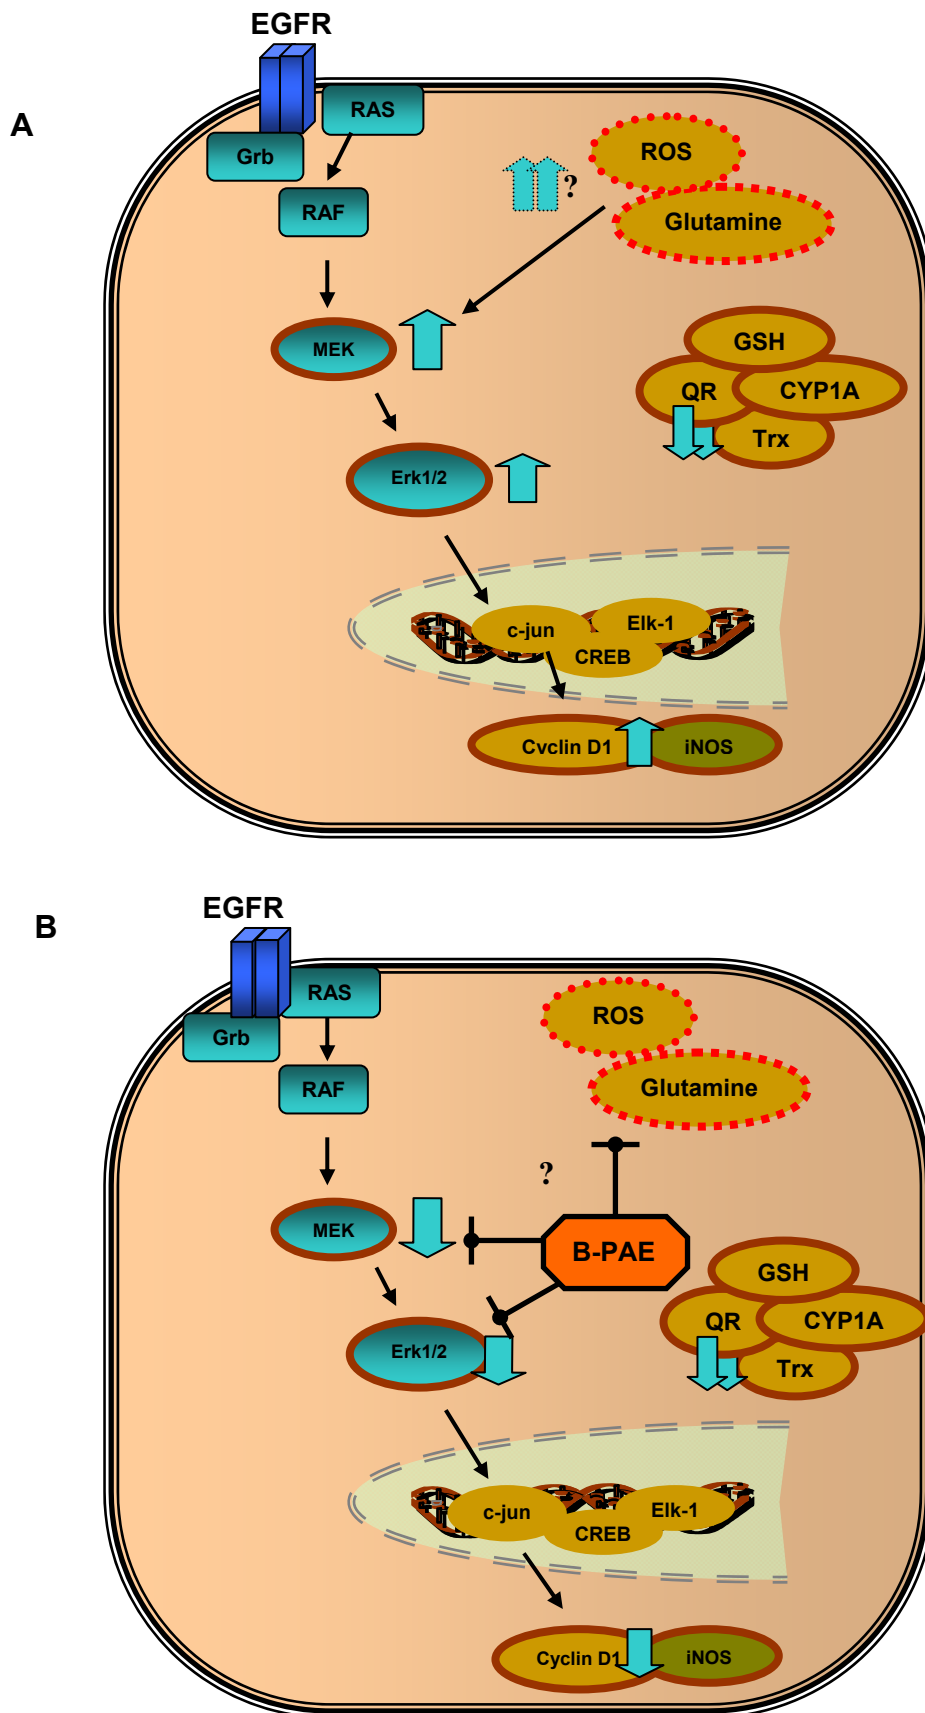 EGFR
A
RAS
Grb
ROS
?
RAF
Glutamine
MEK
GSH
QR
CYP1A
Trx
Erk1/2
c-jun
Elk-1
CREB
Cvclin D1
iNOS
EGFR
B
RAS
Grb
ROS
RAF
Glutamine
?
MEK
B-PAE
GSH
QR
CYP1A
Trx
Erk1/2
c-jun
Elk-1
CREB
Cyclin D1
iNOS